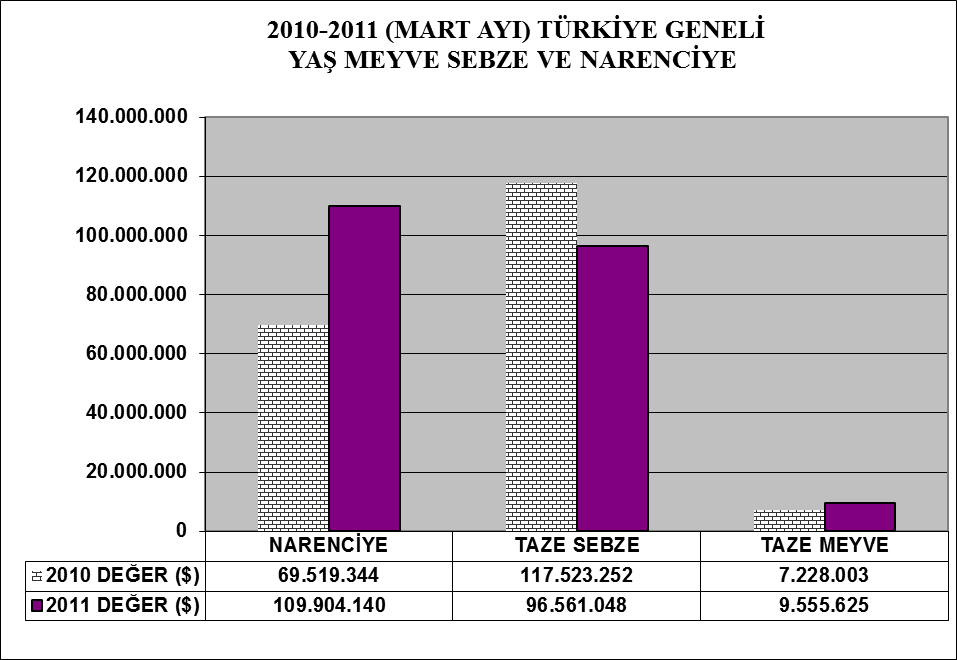 2010-2011 (MART AYI) TÜRKİYE GENELİ
YAŞ MEYVE SEBZE VE NARENCİYE
140.000.000
120.000.000
100.000.000
80.000.000
60.000.000
40.000.000
20.000.000
0
NARENCİYE TAZE SEBZE TAZE MEYVE
2010 DEĞER ($) 69.519.344 117.523.252 7.228.003
2011 DEĞER ($) 109.904.140 96.561.048 9.555.625